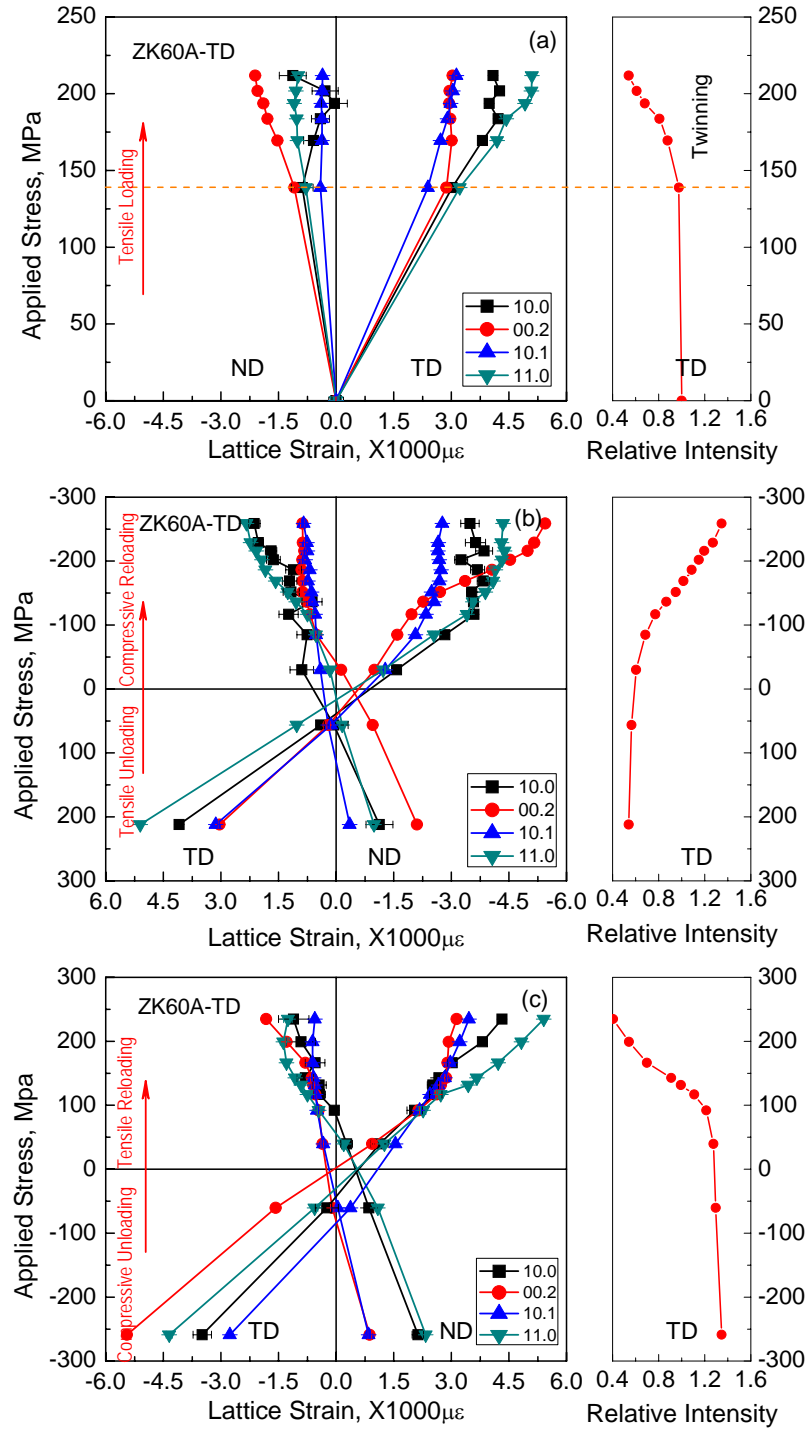 ZK60A-TD
(a)
Applied Stress, MPa
Tensile Loading
250
200
150
100
50
0
ND
TD
10.0
00.2
10.1
11.0
-6.0 -4.5 -3.0 -1.5 0.0 1.5 3.0 4.5 6.0
Lattice Strain, X1000με
Twinning
TD
250
200
150
100
50
0
0.4 0.8 1.2 1.6
Relative Intensity
ZK60A-TD
(b)
Applied Stress, MPa
Tensile Unloading Compressive Reloading
-300
-200
-100
0
100
200
300
TD
ND
10.0
00.2
10.1
11.0
6.0 4.5 3.0 1.5 0.0 -1.5 -3.0 -4.5 -6.0
Lattice Strain, X1000με
TD
-300
-200
-100
0
100
200
300
0.4 0.8 1.2 1.6
Relative Intensity
ZK60A-TD
(c)
Applied Stress, Mpa
Compressive Unloading Tensile Reloading
300
200
100
0
-100
-200
-300
TD
ND
10.0
00.2
10.1
11.0
-6.0 -4.5 -3.0 -1.5 0.0 1.5 3.0 4.5 6.0
Lattice Strain, X1000με
TD
300
200
100
0
-100
-200
-300
0.4 0.8 1.2 1.6
Relative Intensity